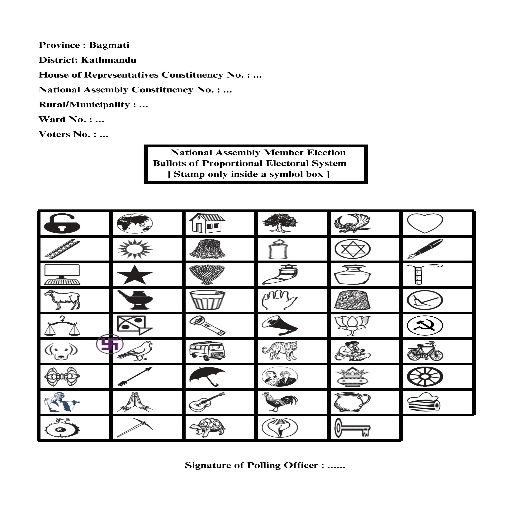 Province : Bagmati
District: Kathmandu
House of Representatives Constituency No. : ...
National Assembly Constituency No. : ...
Rural/Municipality : ...
Ward No. : ...
Voters No. : ...
National Assembly Member Election
Ballots of Proportional Electoral System
[ Stamp only inside a symbol box ]
Signature of Polling Officer : ......